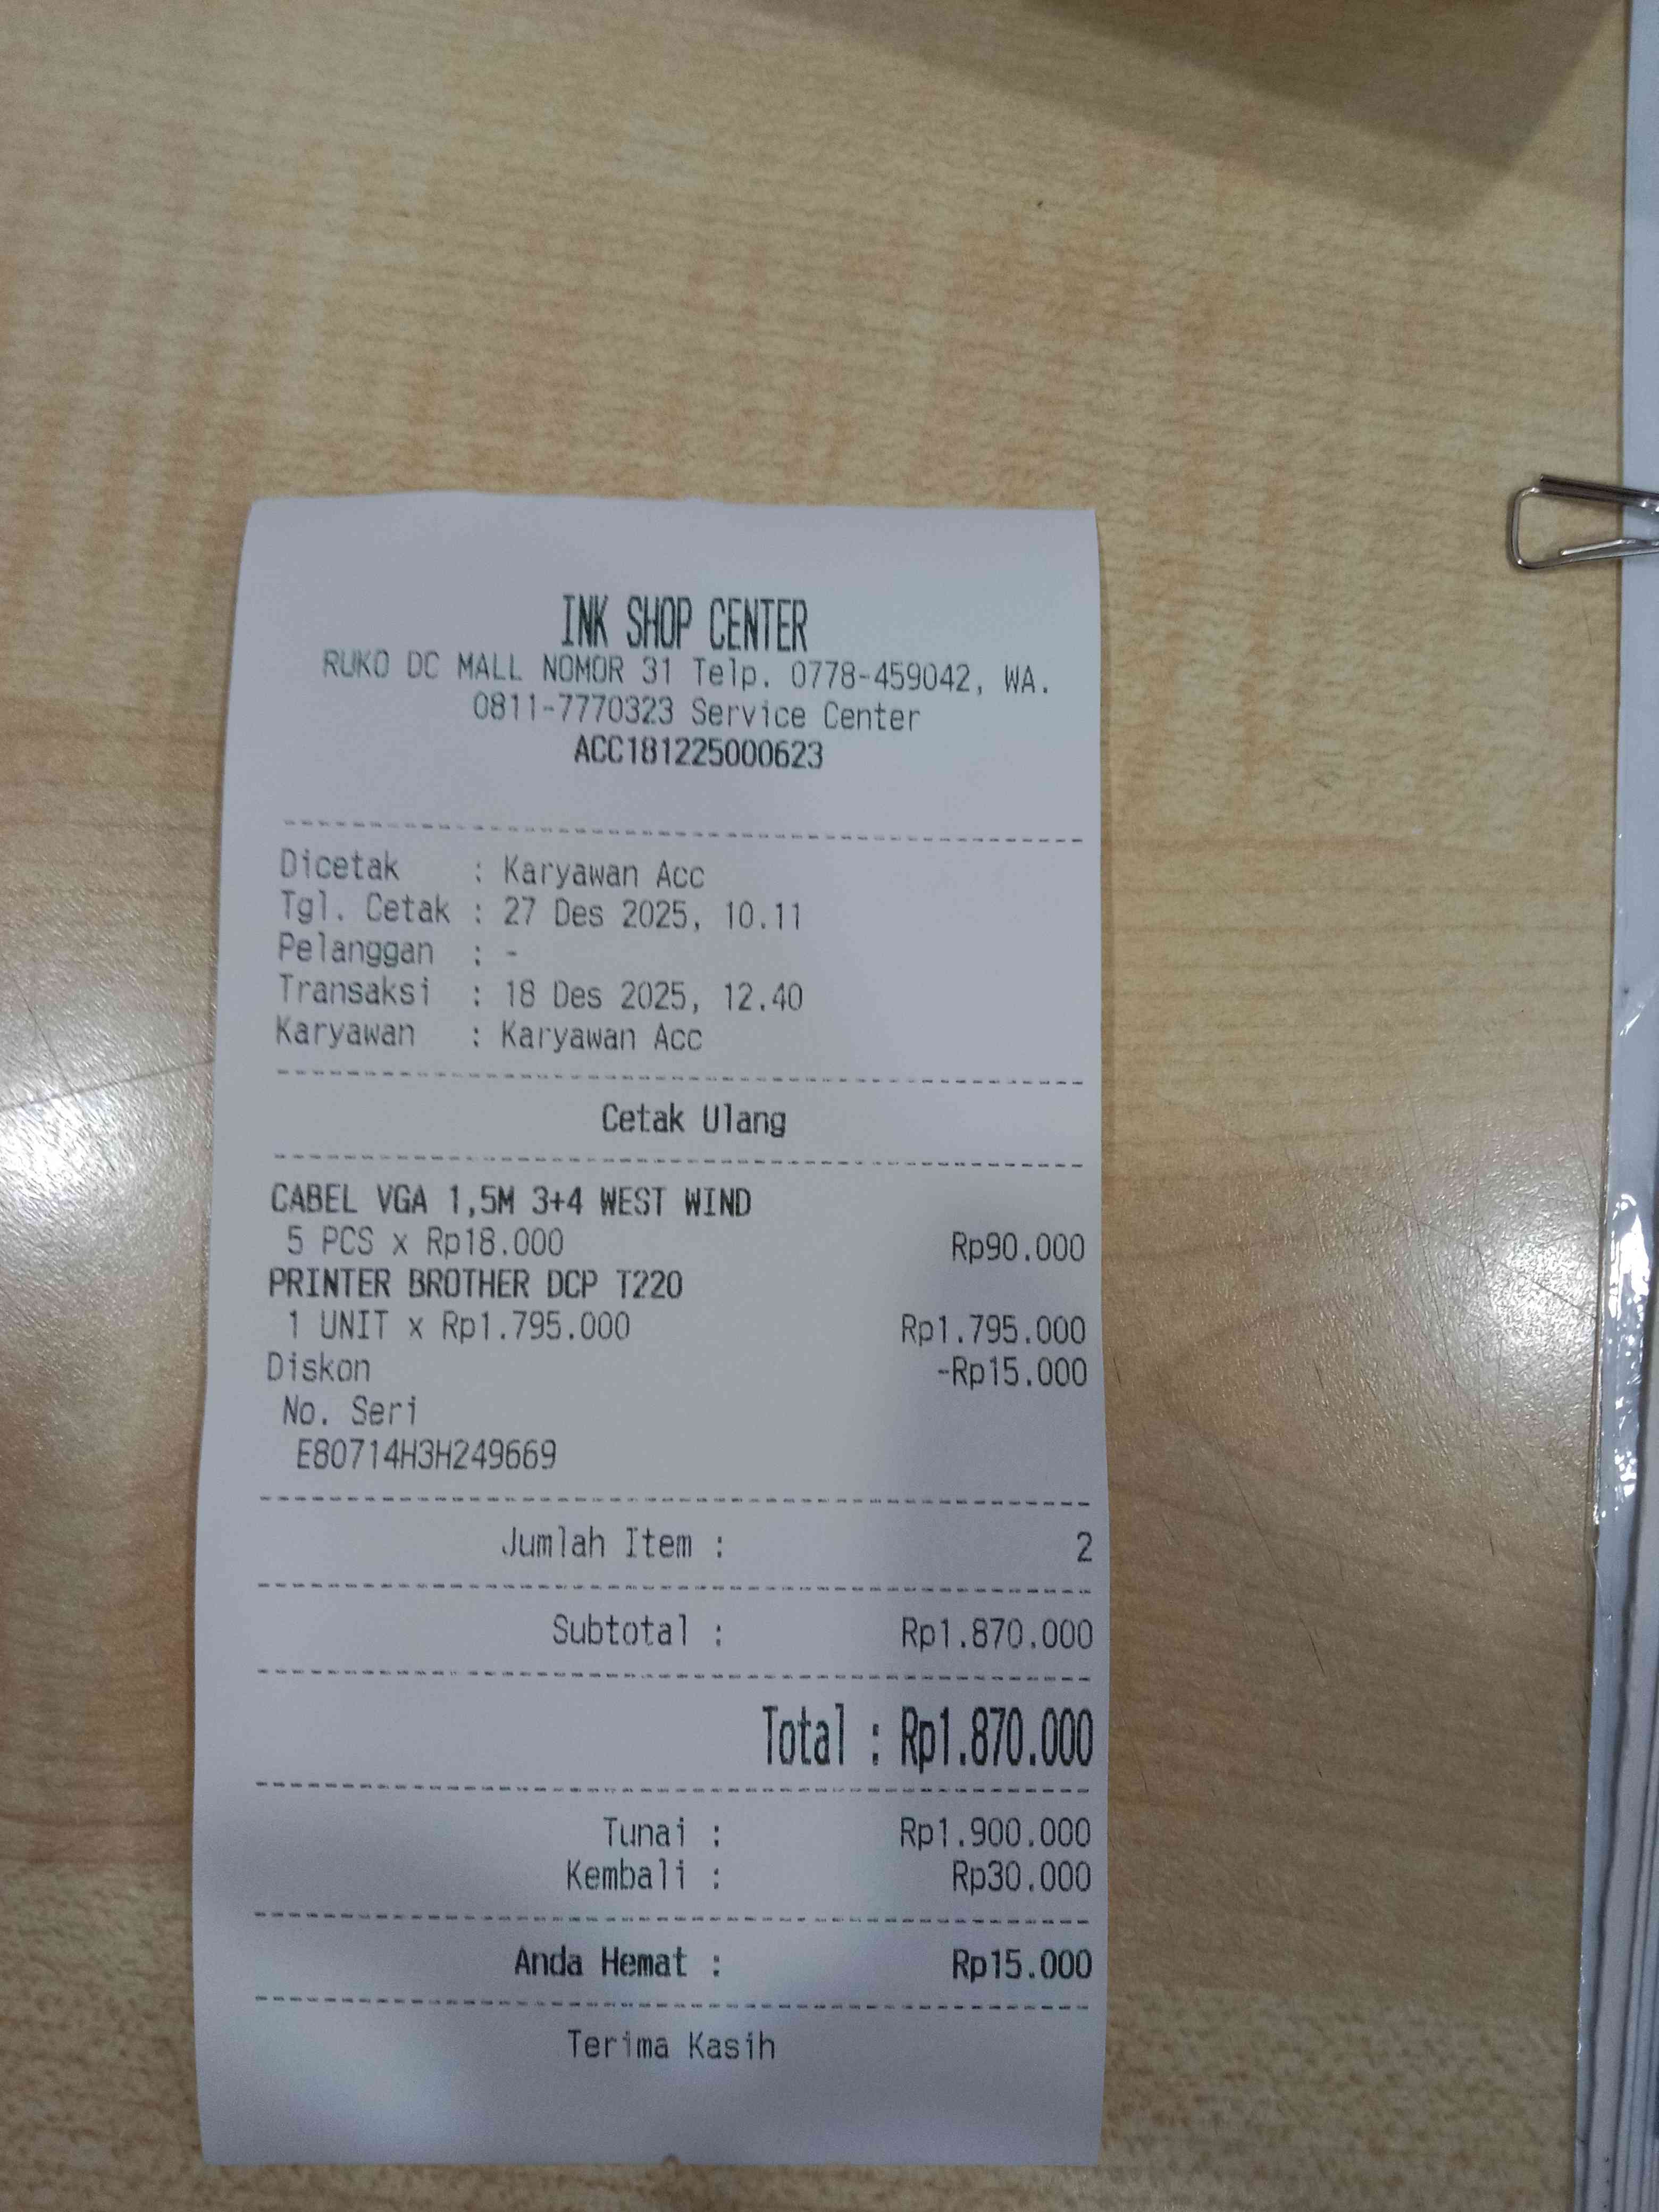 INK SHOP CENTER
RUKO DC MALL NOMOR 31 Telp. 0778-459042, WA.
0811-7770323 Service Center
ACC181225000623
Dicetak : Karyawan Acc
Tgl. Cetak : 27 Des 2025, 10.11
Pelanggan : -
Transaksi : 18 Des 2025, 12.40
Karyawan : Karyawan Acc
Cetak Ulang
CABEL VGA 1,5M 3+4 WEST WIND
5 PCS x Rp18.000 Rp90.000
PRINTER BROTHER DCP T220
1 UNIT x Rp1.795.000 Rp1.795.000
Diskon -Rp15.000
No. Seri
E80714H3H249669
Jumlah Item : 2
Subtotal : Rp1.870.000
Total : Rp1.870.000
Tunai : Rp1.900.000
Kembali : Rp30.000
Anda Hemat : Rp15.000
Terima Kasih